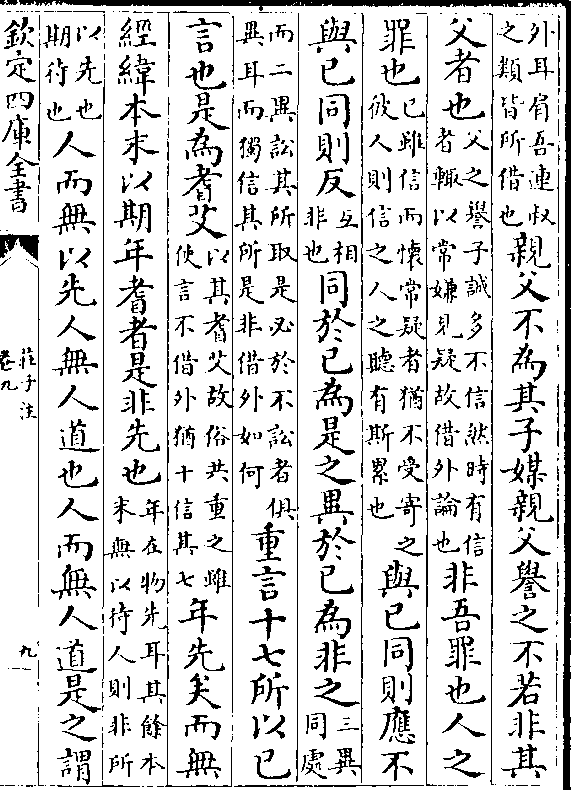 外耳肩吾連叔之類皆所借也親父不為其子媒親父譽之不若非其
父者也父之譽子誠多不信然時有信者輒以常嫌見疑故借外論也非吾罪也人之
罪也已雖信而懷常疑者猶不受寄之彼人則信之人之聽有斯累也與已同則應不
與已同則反互相非也同於已為是之異於已為非之三異同處
而二異訟其所取是必於不訟者俱異耳而獨信其所是非借外如何重言十七所以已
言也是為耆艾以其耆艾故俗共重之雖使言不借外猶十信其七年先矣而無
經緯本末以期年耆者是非先也年在物先耳其餘本末無以待人則非所
以先也期待也人而無以先人無人道也人而無人道是之謂
欽定四庫全書
莊子注
卷九
九